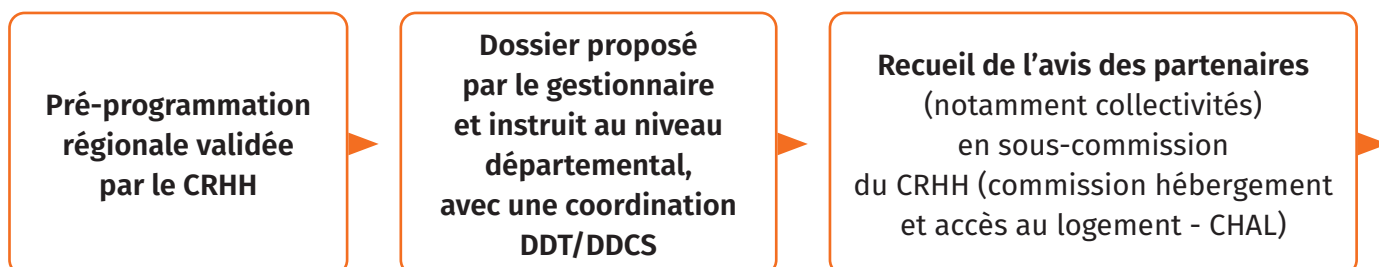 Pré-programmation
régionale validée
par le CRHH
Dossier proposé
par le gestionnaire
et instruit au niveau
départemental,
avec une coordination
DDT/DDCS
Recueil de l’avis des partenaires
(notamment collectivités)
en sous-commission
du CRHH (commission hébergement
et accès au logement - CHAL)